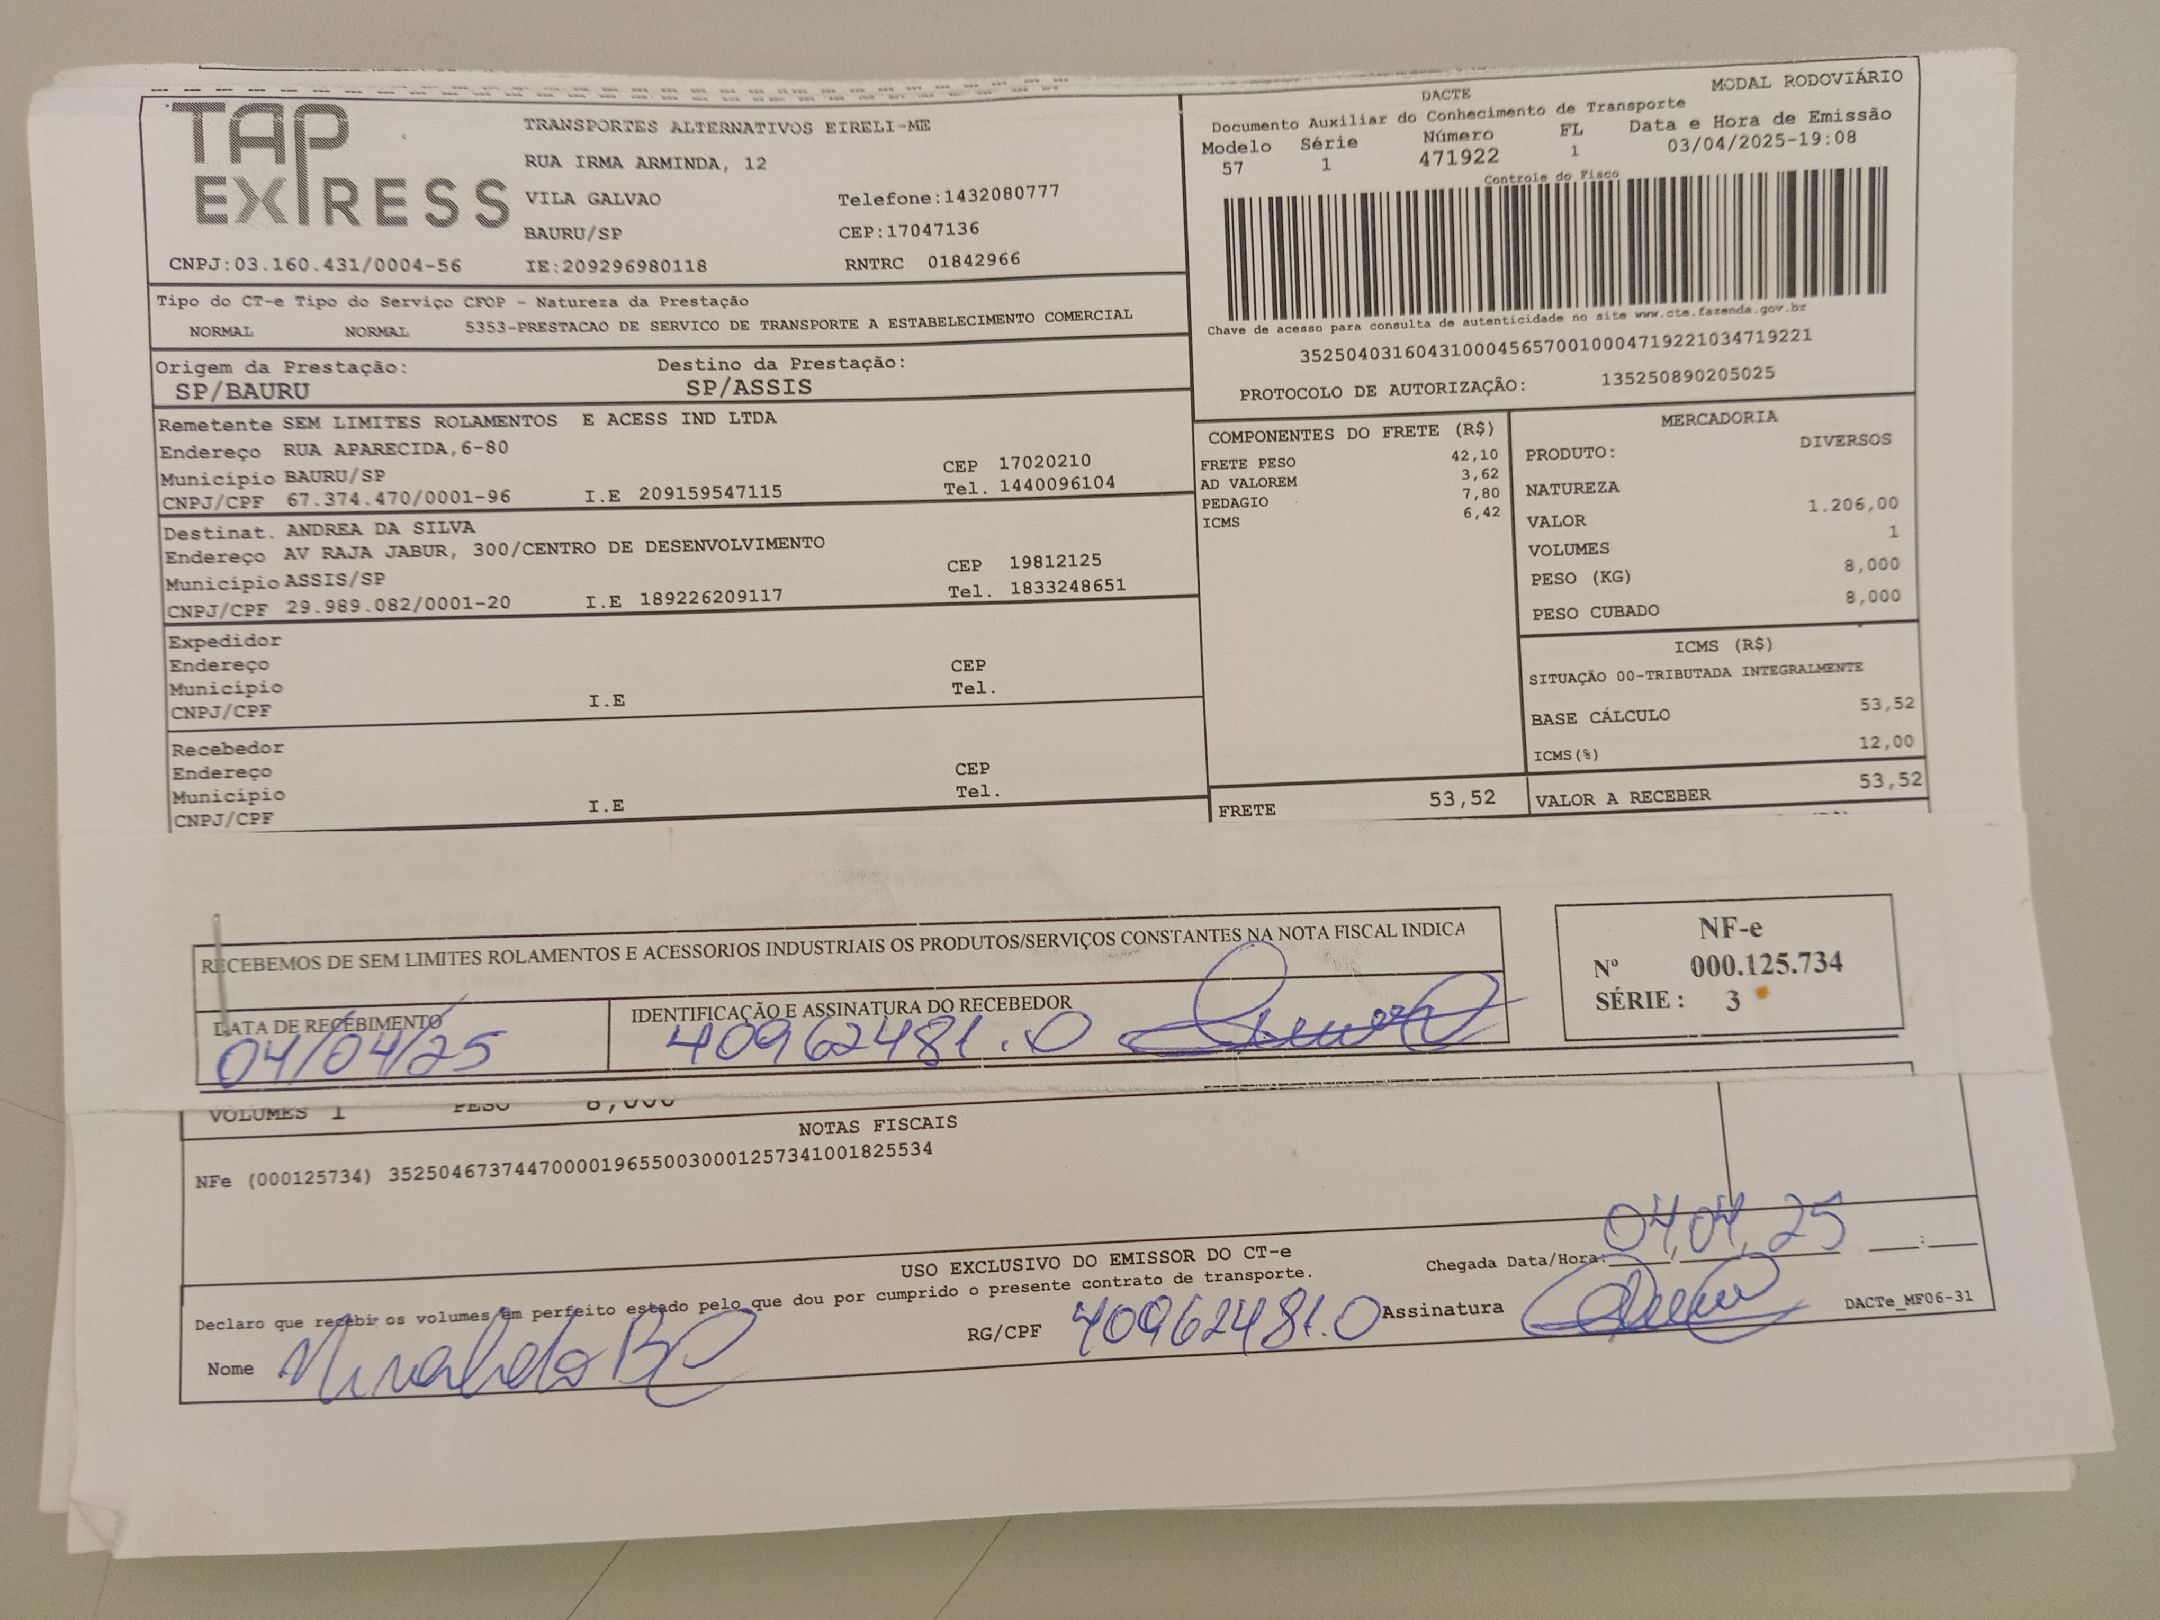 MODAL RODOVIÁRIO
TAP EXPRESS
TRANSPORTES ALTERNATIVOS EIRELI-ME
RUA IRMA ARMINDA, 12
VILA GALVAO Telefone:1432080777
BAURU/SP CEP:17047136
CNPJ:03.160.431/0004-56 IE:209296980118 RNTRC 01842966
DACTE
Documento Auxiliar do Conhecimento de Transporte
Modelo Série Número FL Data e Hora de Emissão
57 1 471922 1 03/04/2025-19:08
Controle do Fisco
Chave de acesso para consulta de autenticidade no site www.cte.fazenda.gov.br
35250403160431000456570010004719221034719221
PROTOCOLO DE AUTORIZAÇÃO: 135250890205025
Tipo do CT-e Tipo do Serviço CFOP - Natureza da Prestação
NORMAL NORMAL 5353-PRESTACAO DE SERVICO DE TRANSPORTE A ESTABELECIMENTO COMERCIAL
Origem da Prestação: Destino da Prestação:
SP/BAURU SP/ASSIS
Remetente SEM LIMITES ROLAMENTOS E ACESS IND LTDA
Endereço RUA APARECIDA,6-80
Município BAURU/SP CEP 17020210
CNPJ/CPF 67.374.470/0001-96 I.E 209159547115 Tel. 1440096104
Destinat. ANDREA DA SILVA
Endereço AV RAJA JABUR, 300/CENTRO DE DESENVOLVIMENTO
Município ASSIS/SP CEP 19812125
CNPJ/CPF 29.989.082/0001-20 I.E 189226209117 Tel. 1833248651
Expedidor
Endereço CEP
Município Tel.
CNPJ/CPF I.E
Recebedor
Endereço CEP
Município Tel.
CNPJ/CPF I.E
COMPONENTES DO FRETE (R$)
FRETE PESO 42,10
AD VALOREM 3,62
PEDAGIO 7,80
ICMS 6,42
FRETE 53,52
MERCADORIA
PRODUTO: DIVERSOS
NATUREZA
VALOR 1.206,00
VOLUMES 1
PESO (KG) 8,000
PESO CUBADO 8,000
ICMS (R$)
SITUAÇÃO 00-TRIBUTADA INTEGRALMENTE
BASE CÁLCULO 53,52
ICMS(%) 12,00
VALOR A RECEBER 53,52
RECEBEMOS DE SEM LIMITES ROLAMENTOS E ACESSORIOS INDUSTRIAIS OS PRODUTOS/SERVIÇOS CONSTANTES NA NOTA FISCAL INDICA
DATA DE RECEBIMENTO IDENTIFICAÇÃO E ASSINATURA DO RECEBEDOR
04/04/25 40962481.0
NF-e
Nº 000.125.734
SÉRIE : 3
VOLUMES 1 PESO 8,000
NOTAS FISCAIS
NFe (000125734) 35250467374470000196550030001257341001825534
USO EXCLUSIVO DO EMISSOR DO CT-e
Chegada Data/Hora: 04,04,25
Declaro que recebi os volumes em perfeito estado pelo que dou por cumprido o presente contrato de transporte.
Nome RG/CPF 40962481.0 Assinatura
DACTe_MF06-31